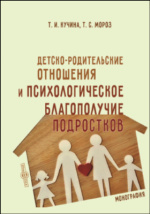 Т. И. КУЧИНА, Т. С. МОРОЗ
ДЕТСКО-РОДИТЕЛЬСКИЕ
ОТНОШЕНИЯ
И ПСИХОЛОГИЧЕСКОЕ
БЛАГОПОЛУЧИЕ
ПОДРОСТКОВ
МОНОГРАФИЯ